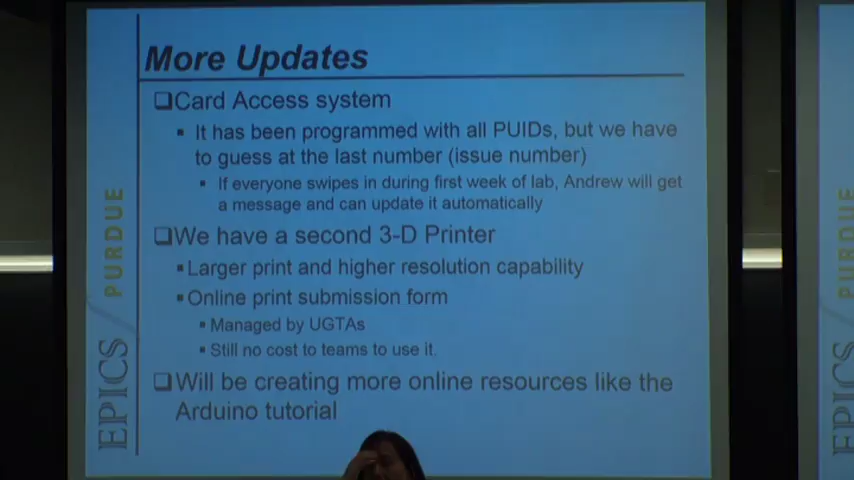 More Updates
❑Card Access system
▪ It has been programmed with all PUIDs, but we have
to guess at the last number (issue number)
▪ If everyone swipes in during first week of lab, Andrew will get
a message and can update it automatically
❑We have a second 3-D Printer
▪Larger print and higher resolution capability
▪Online print submission form
▪ Managed by UGTAs
▪ Still no cost to teams to use it.
❑Will be creating more online resources like the
Arduino tutorial
EPICS
PURDUE
EPICS
PURDUE